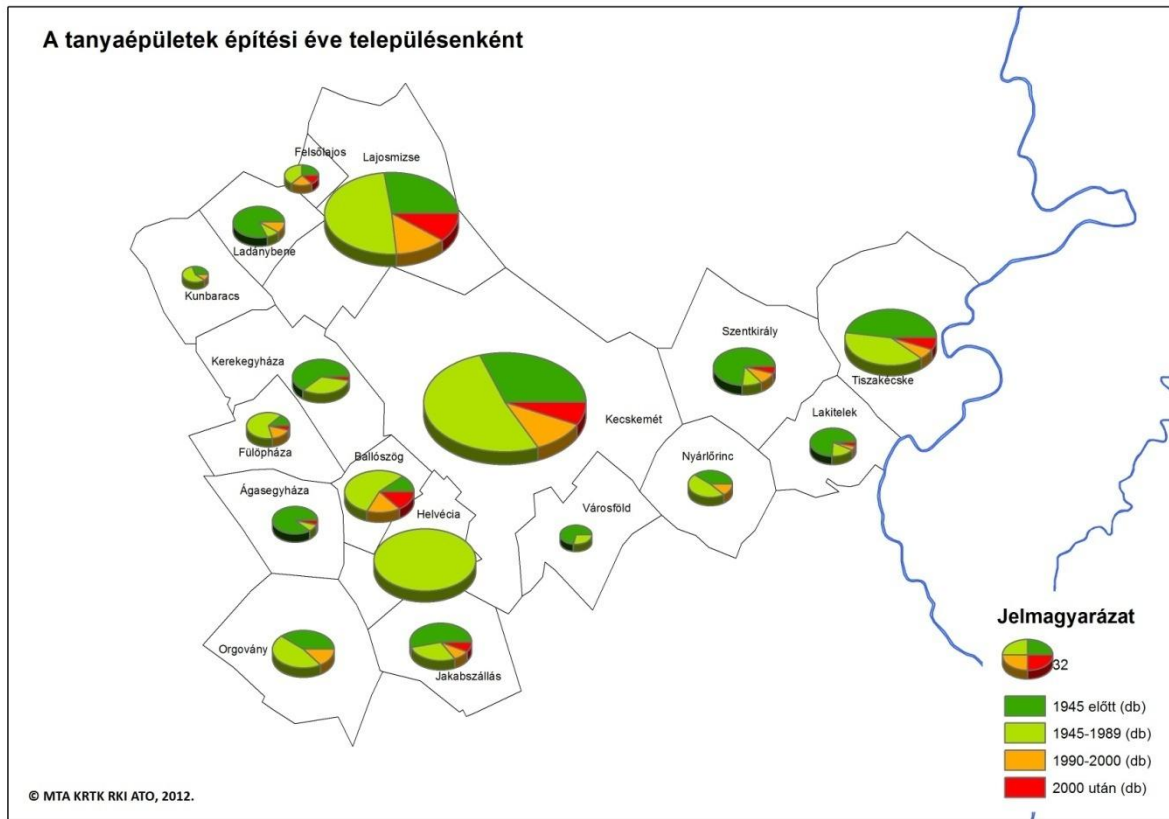 A tanyaépületek építési éve településenként
Felsőlajos
Lajosmizse
Ladánybene
Kunbaracs
Szentkirály
Tiszakécske
Kerekegyháza
Kecskemét
Lakitelek
Fülöpháza
Ballószög
Nyárlőrinc
Ágasegyháza
Helvécia
Városföld
Orgovány
Jakabszállás
Jelmagyarázat
32
1945 előtt (db)
1945-1989 (db)
1990-2000 (db)
2000 után (db)
© MTA KRTK RKI ATO, 2012.